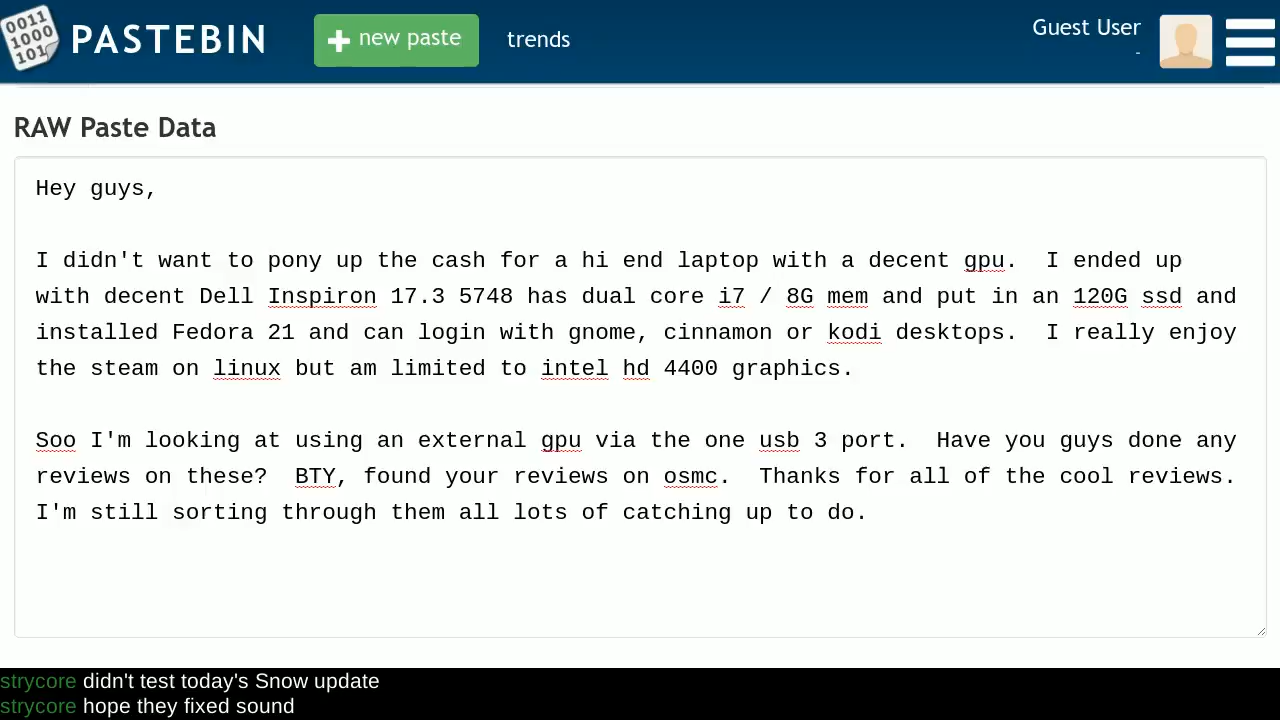 0011
1000
101
PASTEBIN
new paste
trends
Guest User
-
RAW Paste Data
Hey guys,
I didn't want to pony up the cash for a hi end laptop with a decent gpu.  I ended up
with decent Dell Inspiron 17.3 5748 has dual core i7 / 8G mem and put in an 120G ssd and
installed Fedora 21 and can login with gnome, cinnamon or kodi desktops.  I really enjoy
the steam on linux but am limited to intel hd 4400 graphics.
Soo I'm looking at using an external gpu via the one usb 3 port.  Have you guys done any
reviews on these?  BTY, found your reviews on osmc.  Thanks for all of the cool reviews.
I'm still sorting through them all lots of catching up to do.
strycore didn't test today's Snow update
strycore hope they fixed sound